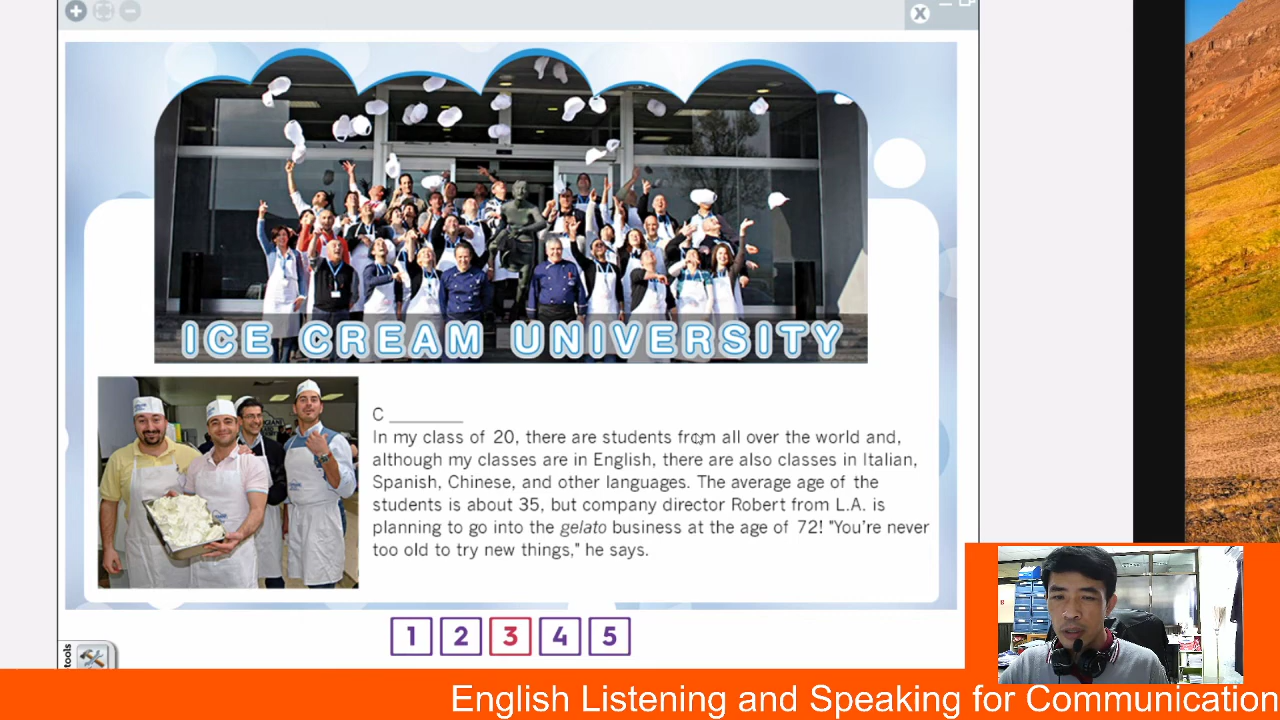 ICE CREAM UNIVERSITY
C ________
In my class of 20, there are students from all over the world and,
although my classes are in English, there are also classes in Italian,
Spanish, Chinese, and other languages. The average age of the
students is about 35, but company director Robert from L.A. is
planning to go into the gelato business at the age of 72! "You're never
too old to try new things," he says.
1 2 3 4 5
tools
English Listening and Speaking for Communication